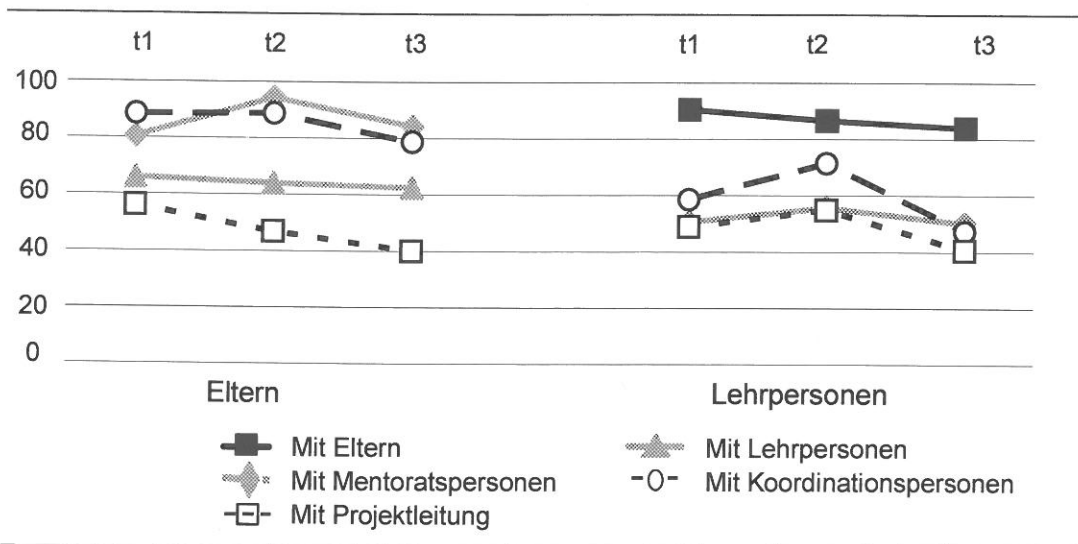 t1 t2 t3 t1 t2 t3
100
80
60
40
20
0
Eltern Lehrpersonen
Mit Eltern Mit Lehrpersonen
Mit Mentoratspersonen Mit Koordinationspersonen
Mit Projektleitung